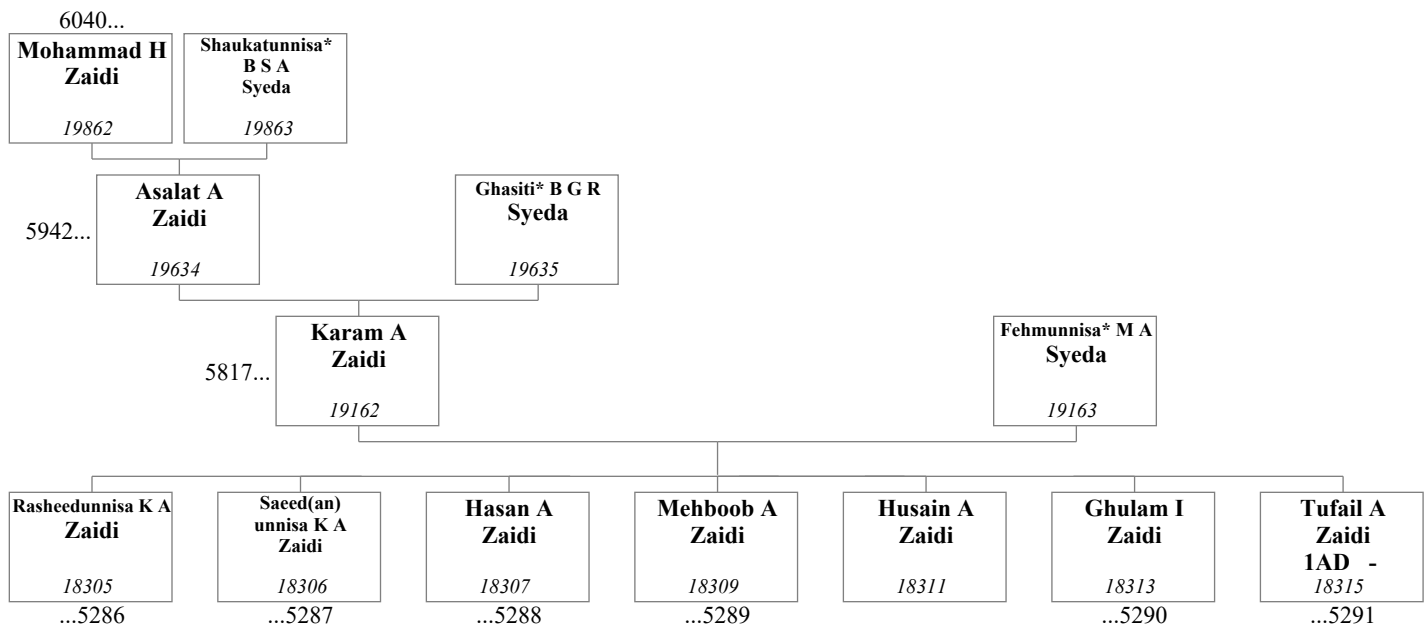 6040...
Mohammad H
Zaidi
19862
Shaukatunnisa*
B S A
Syeda
19863
5942...
Asalat A
Zaidi
19634
Ghasiti* B G R
Syeda
19635
5817...
Karam A
Zaidi
19162
Fehmunnisa* M A
Syeda
19163
Rasheedunnisa K A
Zaidi
18305
...5286
Saeed(an)
unnisa K A
Zaidi
18306
...5287
Hasan A
Zaidi
18307
...5288
Mehboob A
Zaidi
18309
...5289
Husain A
Zaidi
18311
Ghulam I
Zaidi
18313
...5290
Tufail A
Zaidi
1AD -
18315
...5291